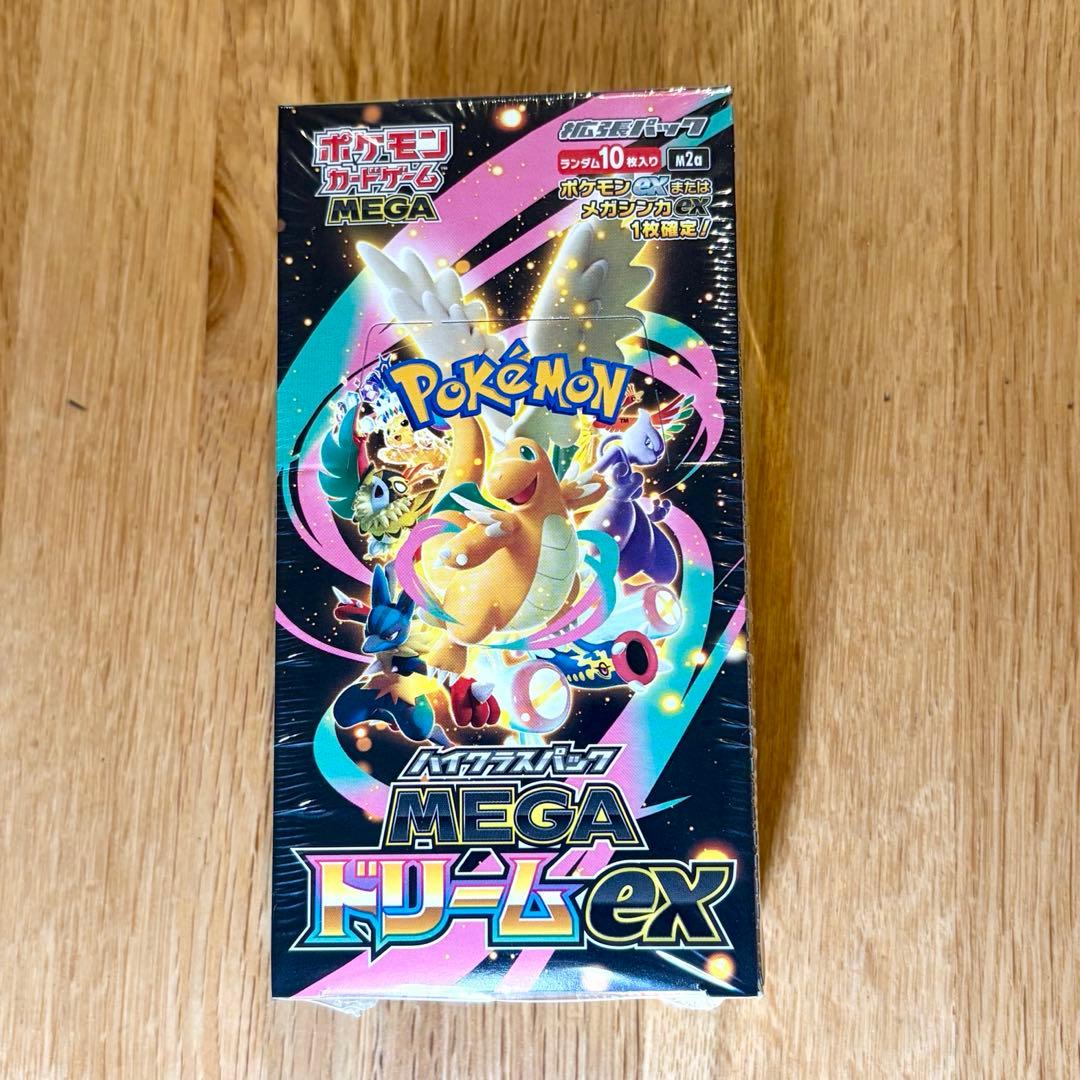 ポケモン
カードゲーム
MEGA
拡張パック
ランダム10枚入り M2a
ポケモンexまたは
メガシンカex
1枚確定!
POKéMON
TM
ハイクラスパック
MEGA
ドリームex